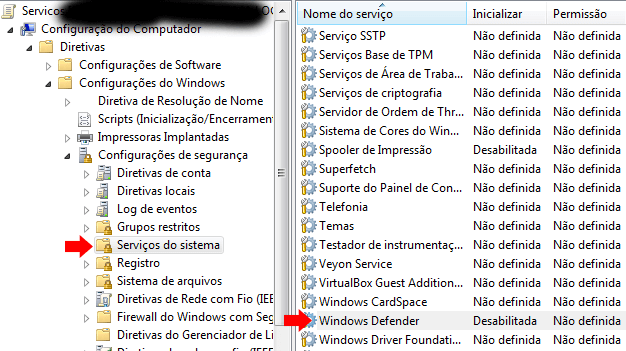 Servicos
Configuração do Computador
Diretivas
Configurações de Software
Configurações do Windows
Diretiva de Resolução de Nome
Scripts (Inicialização/Encerramen
Impressoras Implantadas
Configurações de segurança
Diretivas de conta
Diretivas locais
Log de eventos
Grupos restritos
Serviços do sistema
Registro
Sistema de arquivos
Diretivas de Rede com Fio (IEE
Firewall do Windows com Seg
Diretivas do Gerenciador de Li
Nome do serviço Inicializar Permissão
Serviço SSTP Não definida Não definida
Serviços Base de TPM Não definida Não definida
Serviços de Área de Traba... Não definida Não definida
Serviços de criptografia Não definida Não definida
Servidor de Ordem de Thr... Não definida Não definida
Sistema de Cores do Win... Não definida Não definida
Spooler de Impressão Desabilitada Não definida
Superfetch Não definida Não definida
Suporte do Painel de Con... Não definida Não definida
Telefonia Não definida Não definida
Temas Não definida Não definida
Testador de instrumentaç... Não definida Não definida
Veyon Service Não definida Não definida
VirtualBox Guest Addition... Não definida Não definida
Windows CardSpace Não definida Não definida
Windows Defender Desabilitada Não definida
Windows Driver Foundati... Não definida Não definida